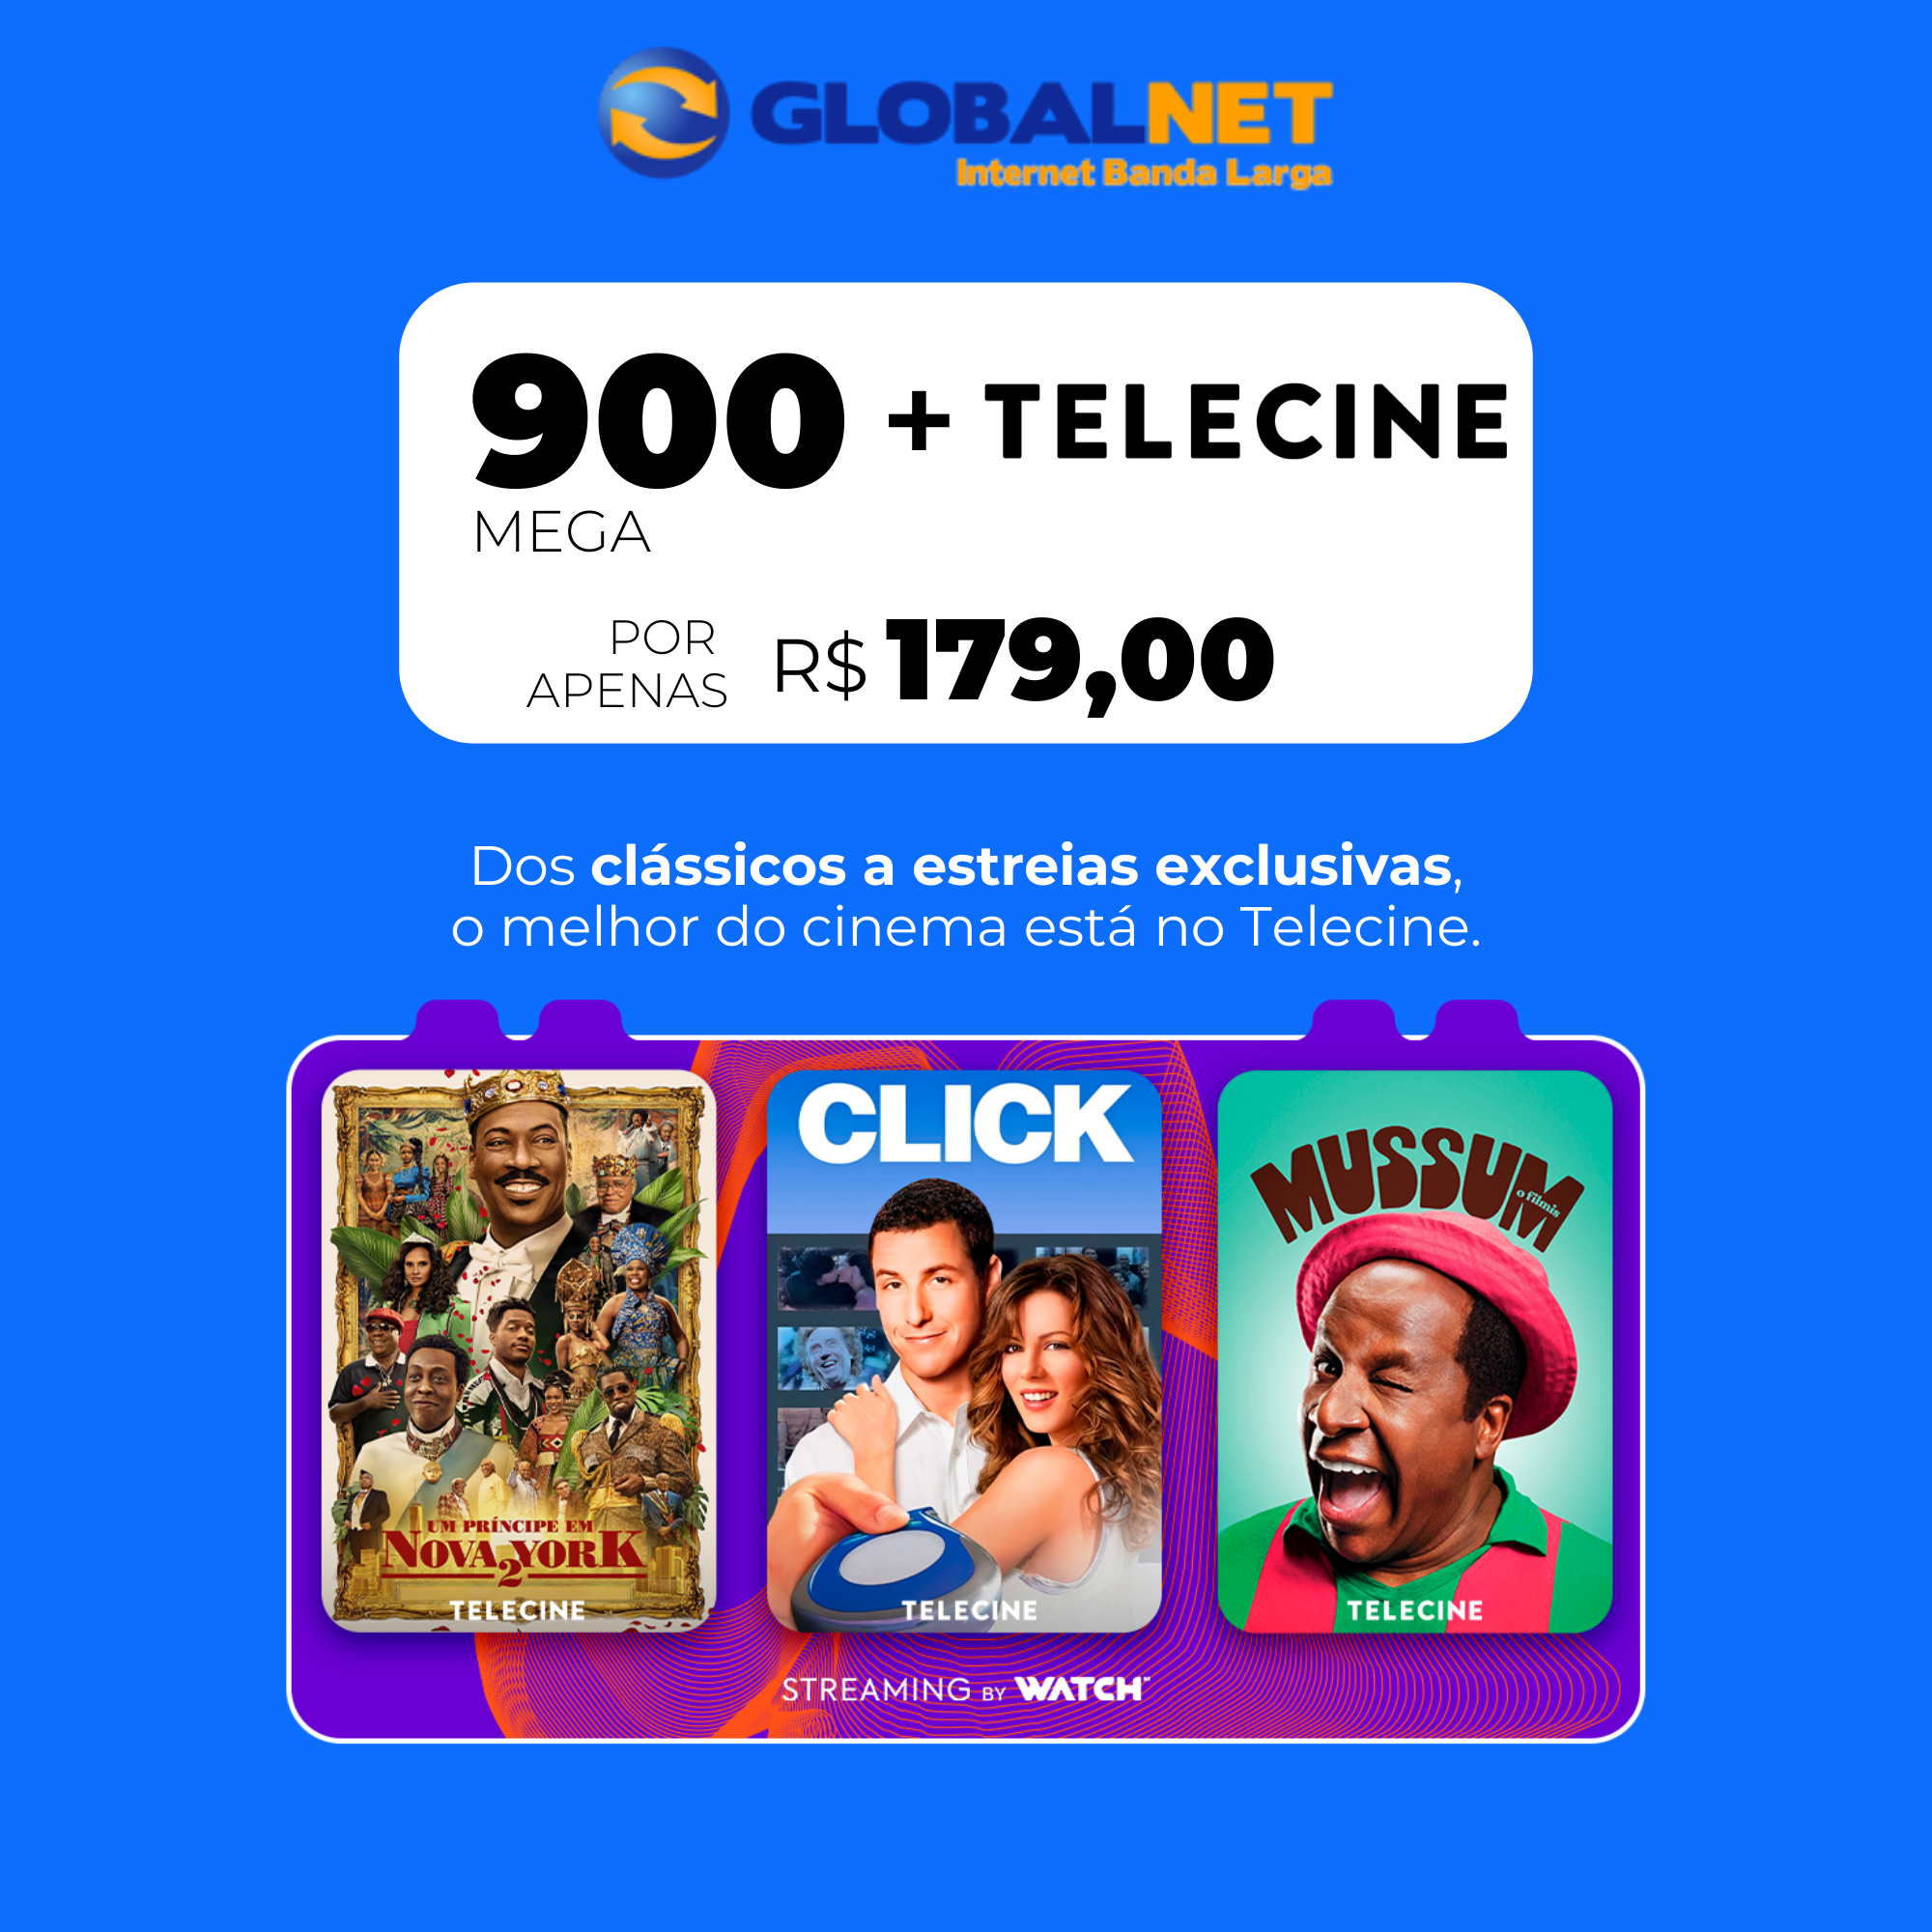 GLOBALNET
Internet Banda Larga
900 + TELECINE
MEGA
POR
APENAS
R$ 179,00
Dos clássicos a estreias exclusivas,
o melhor do cinema está no Telecine.
UM PRÍNCIPE EM
NOVA YORK
2
TELECINE
CLICK
TELECINE
MUSSUM
o filmis
TELECINE
STREAMING BY WATCH™